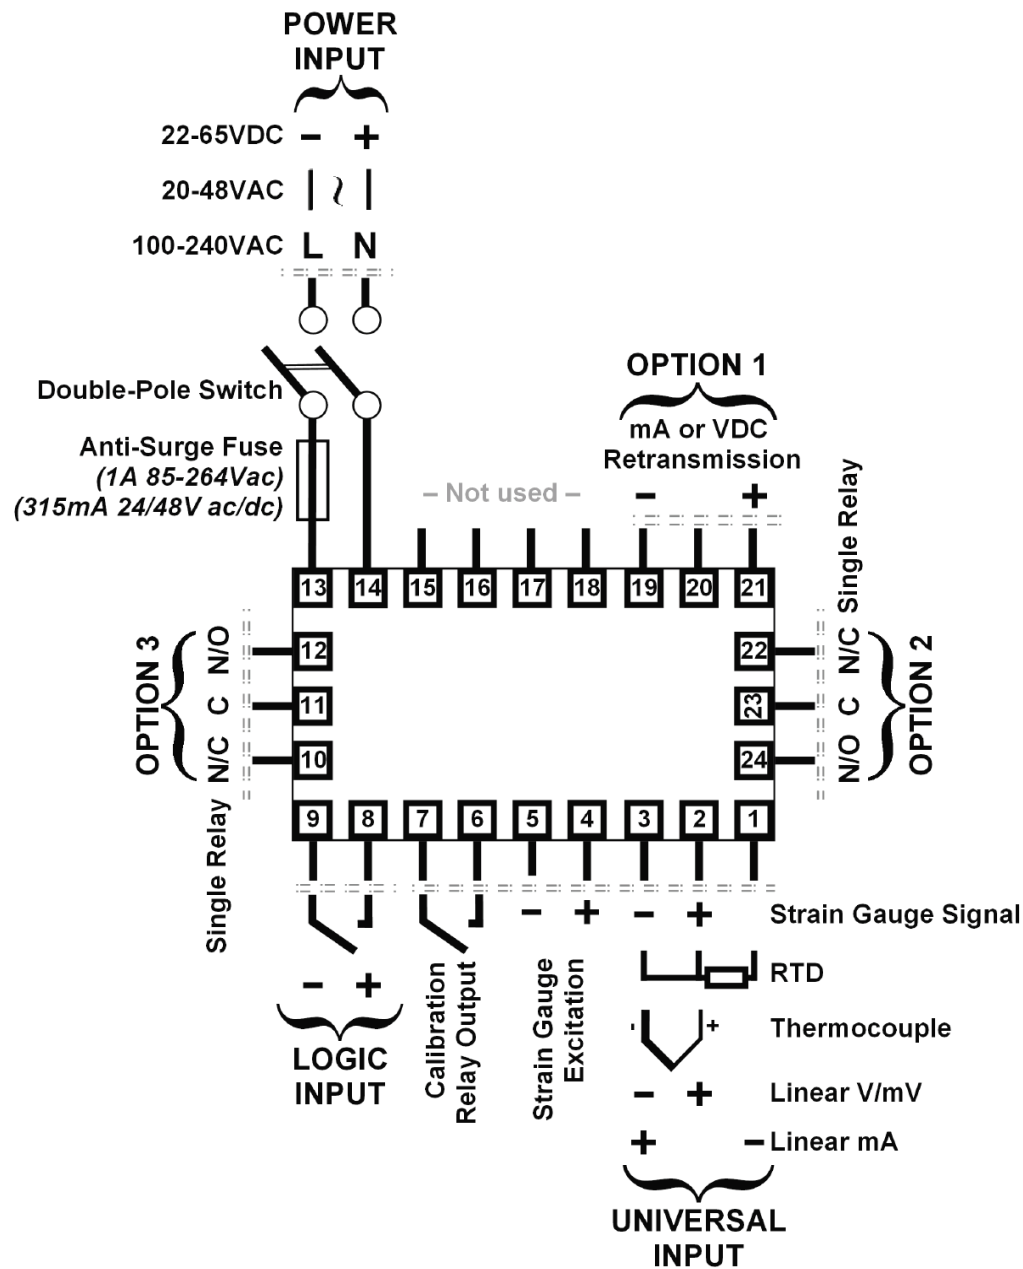 POWER
INPUT
22-65VDC − +
20-48VAC | ~ |
100-240VAC L N
Double-Pole Switch
Anti-Surge Fuse
(1A 85-264Vac)
(315mA 24/48V ac/dc)
– Not used –
OPTION 1
mA or VDC
Retransmission
− +
13 14 15 16 17 18 19 20 21
OPTION 3
N/O
C
N/C
Single Relay
12
11
10
22
23
24
Single Relay
N/C
C
N/O
OPTION 2
9 8 7 6 5 4 3 2 1
− +
LOGIC
INPUT
Calibration
Relay Output
− +
Strain Gauge
Excitation
− + Strain Gauge Signal
RTD
- + Thermocouple
− + Linear V/mV
+ − Linear mA
UNIVERSAL
INPUT